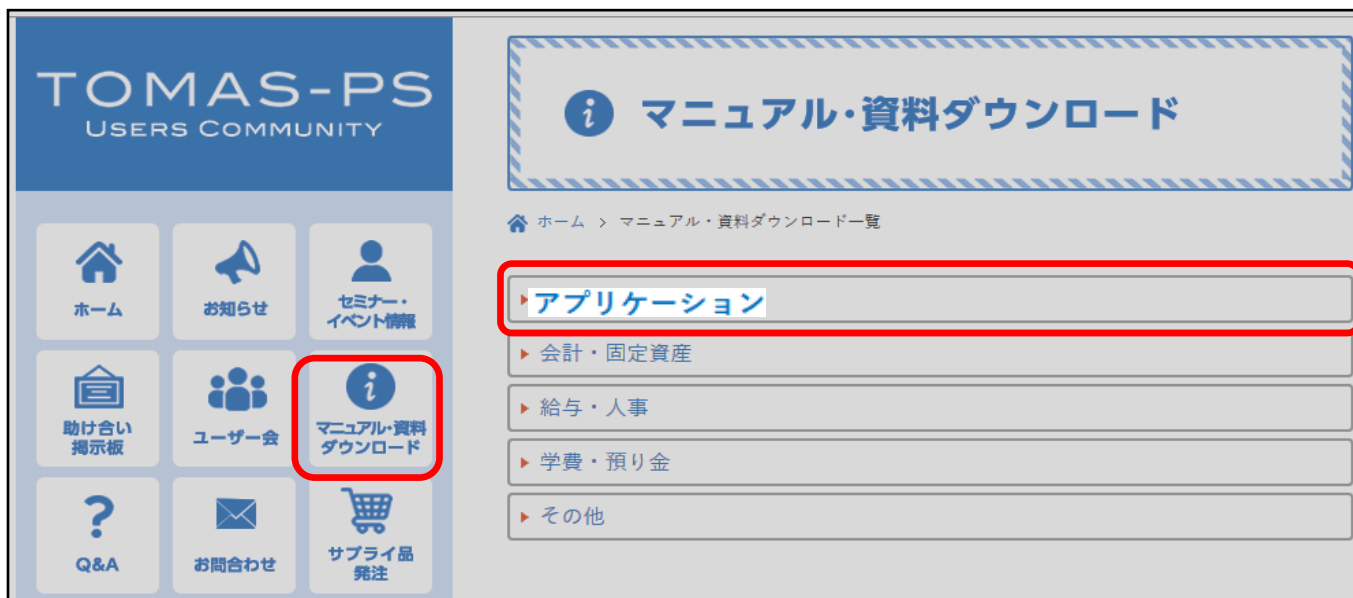 TOMAS-PS
USERS COMMUNITY
ホーム
お知らせ
セミナー・
イベント情報
助け合い
掲示板
ユーザー会
マニュアル・資料
ダウンロード
Q&A
お問合わせ
サプライ品
発注
マニュアル・資料ダウンロード
ホーム > マニュアル・資料ダウンロード一覧
アプリケーション
会計・固定資産
給与・人事
学費・預り金
その他